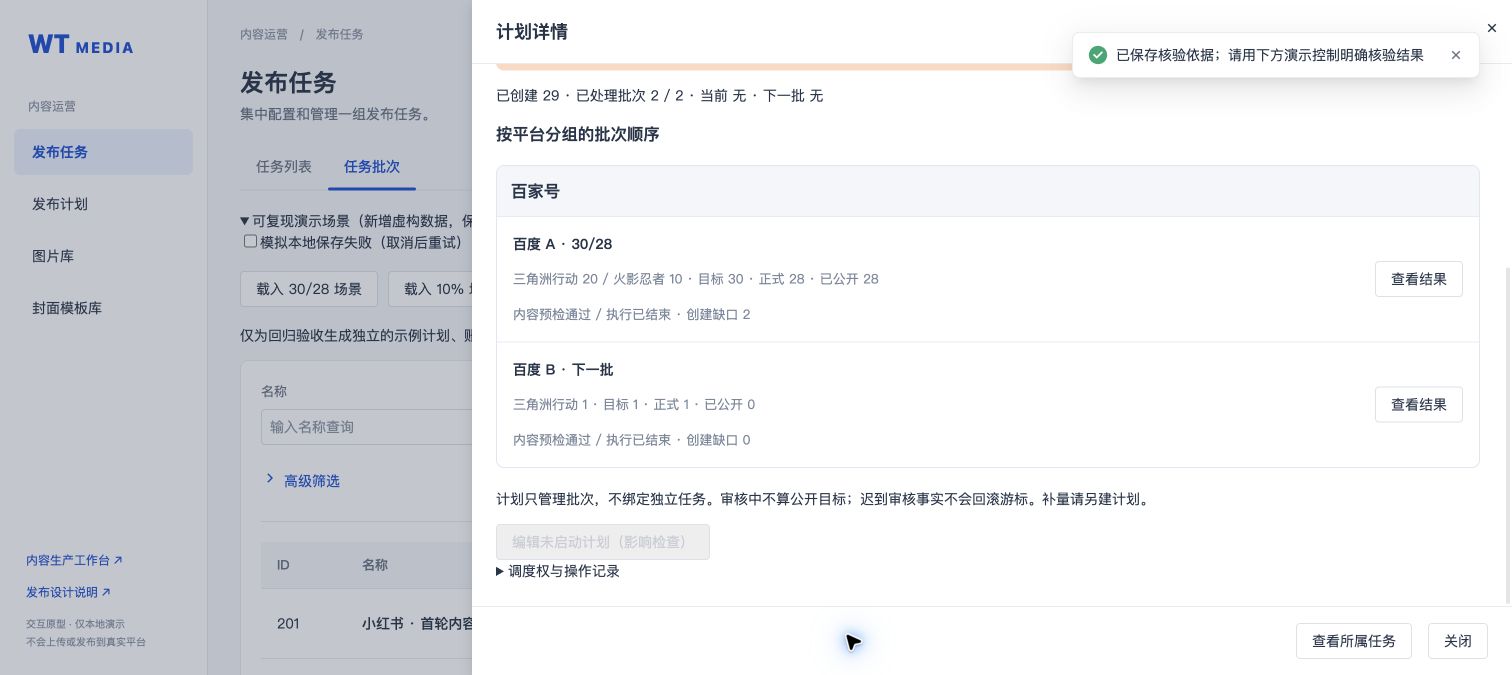 WT MEDIA
内容运营
发布任务
发布计划
图片库
封面模板库
内容生产工作台 ↗
发布设计说明 ↗
交互原型 · 仅本地演示
不会上传或发布到真实平台
内容运营 / 发布任务
发布任务
集中配置和管理一组发布任务。
任务列表 任务批次
▼可复现演示场景（新增虚构数据，保
模拟本地保存失败（取消后重试）
载入 30/28 场景 载入 10%
仅为回归验收生成独立的示例计划、
名称
输入名称查询
高级筛选
ID 名称
201 小红书 · 首轮内容
计划详情
×
已保存核验依据；请用下方演示控制明确核验结果 ×
已创建 29 · 已处理批次 2 / 2 · 当前 无 · 下一批 无
按平台分组的批次顺序
百家号
百度 A · 30/28
三角洲行动 20 / 火影忍者 10 · 目标 30 · 正式 28 · 已公开 28
内容预检通过 / 执行已结束 · 创建缺口 2
查看结果
百度 B · 下一批
三角洲行动 1 · 目标 1 · 正式 1 · 已公开 0
内容预检通过 / 执行已结束 · 创建缺口 0
查看结果
计划只管理批次，不绑定独立任务。审核中不算公开目标；迟到审核事实不会回滚游标。补量请另建计划。
编辑未启动计划（影响检查）
▶调度权与操作记录
查看所属任务 关闭